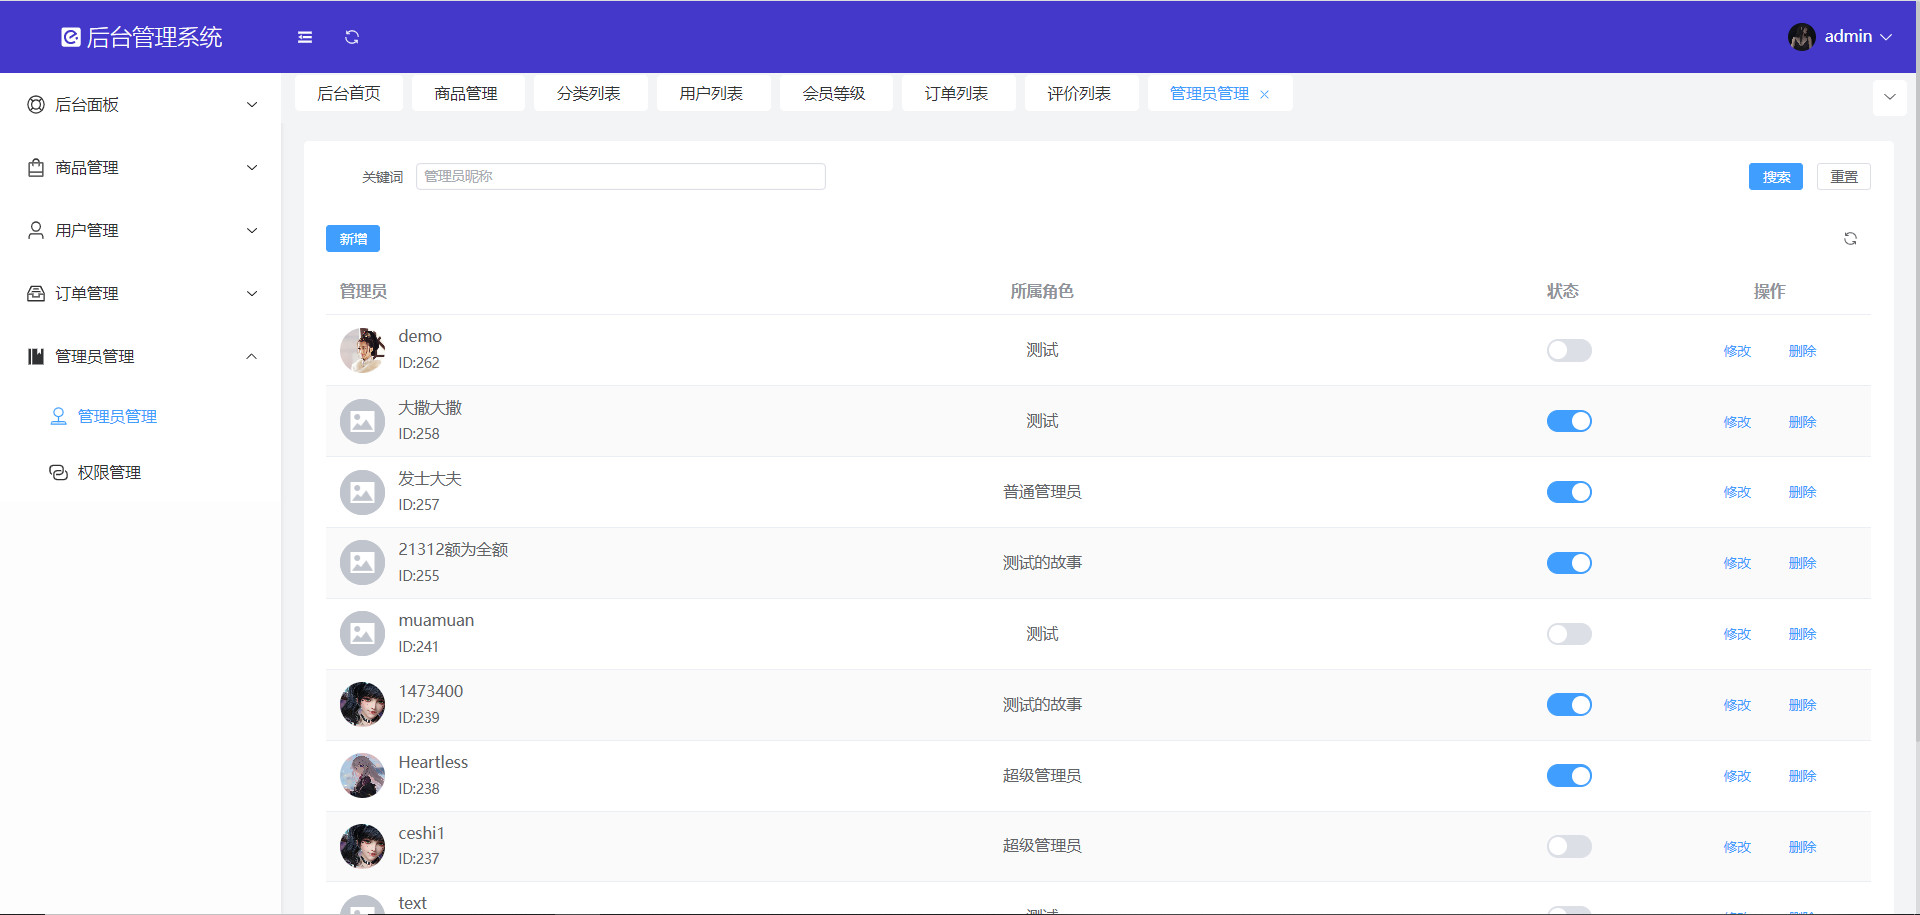 后台管理系统
admin
后台面板
商品管理
用户管理
订单管理
管理员管理
管理员管理
权限管理
后台首页 商品管理 分类列表 用户列表 会员等级 订单列表 评价列表 管理员管理
关键词 管理员昵称 搜索 重置
新增
管理员 所属角色 状态 操作
demo
ID:262 测试 修改 删除
大撒大撒
ID:258 测试 修改 删除
发士大夫
ID:257 普通管理员 修改 删除
21312额为全额
ID:255 测试的故事 修改 删除
muamuan
ID:241 测试 修改 删除
1473400
ID:239 测试的故事 修改 删除
Heartless
ID:238 超级管理员 修改 删除
ceshi1
ID:237 超级管理员 修改 删除
text